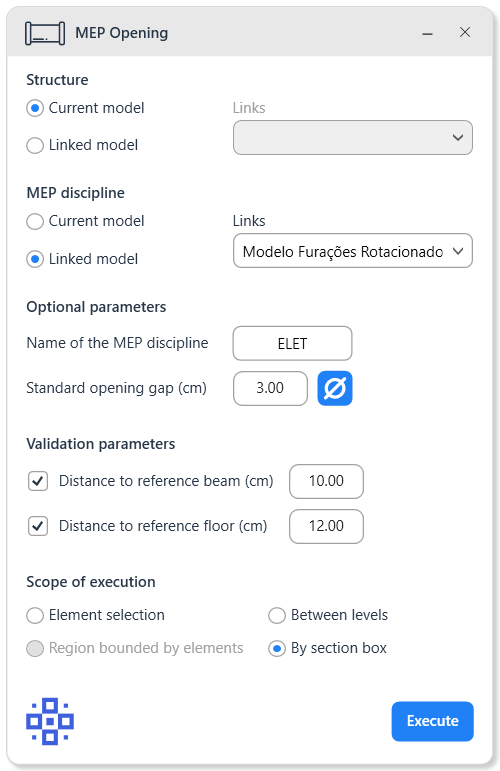 MEP Opening
Structure
Current model
Links
Linked model
MEP discipline
Current model
Links
Linked model
Modelo Furações Rotacionado
Optional parameters
Name of the MEP discipline
ELET
Standard opening gap (cm)
3.00
Validation parameters
Distance to reference beam (cm)
10.00
Distance to reference floor (cm)
12.00
Scope of execution
Element selection
Between levels
Region bounded by elements
By section box
Execute